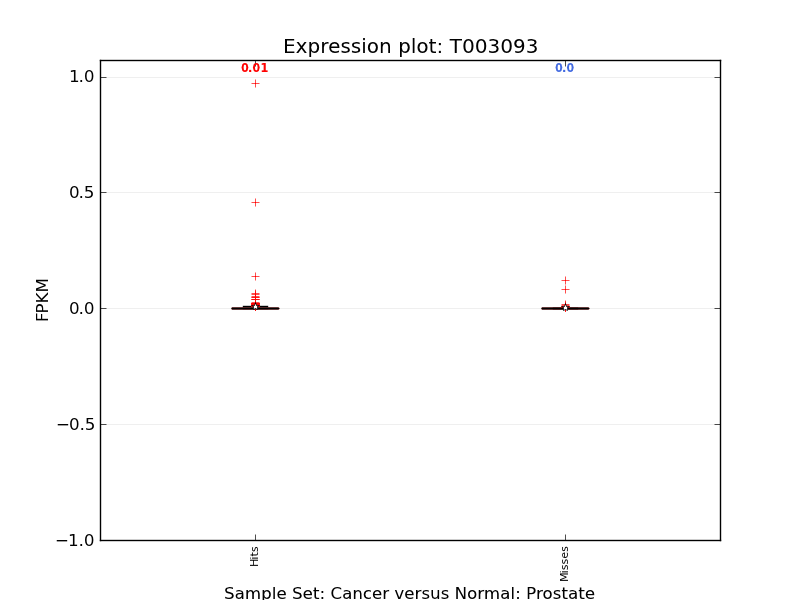 Expression plot: T003093
0.01
0.0
1.0
0.5
0.0
−0.5
−1.0
FPKM
Hits
Misses
Sample Set: Cancer versus Normal: Prostate